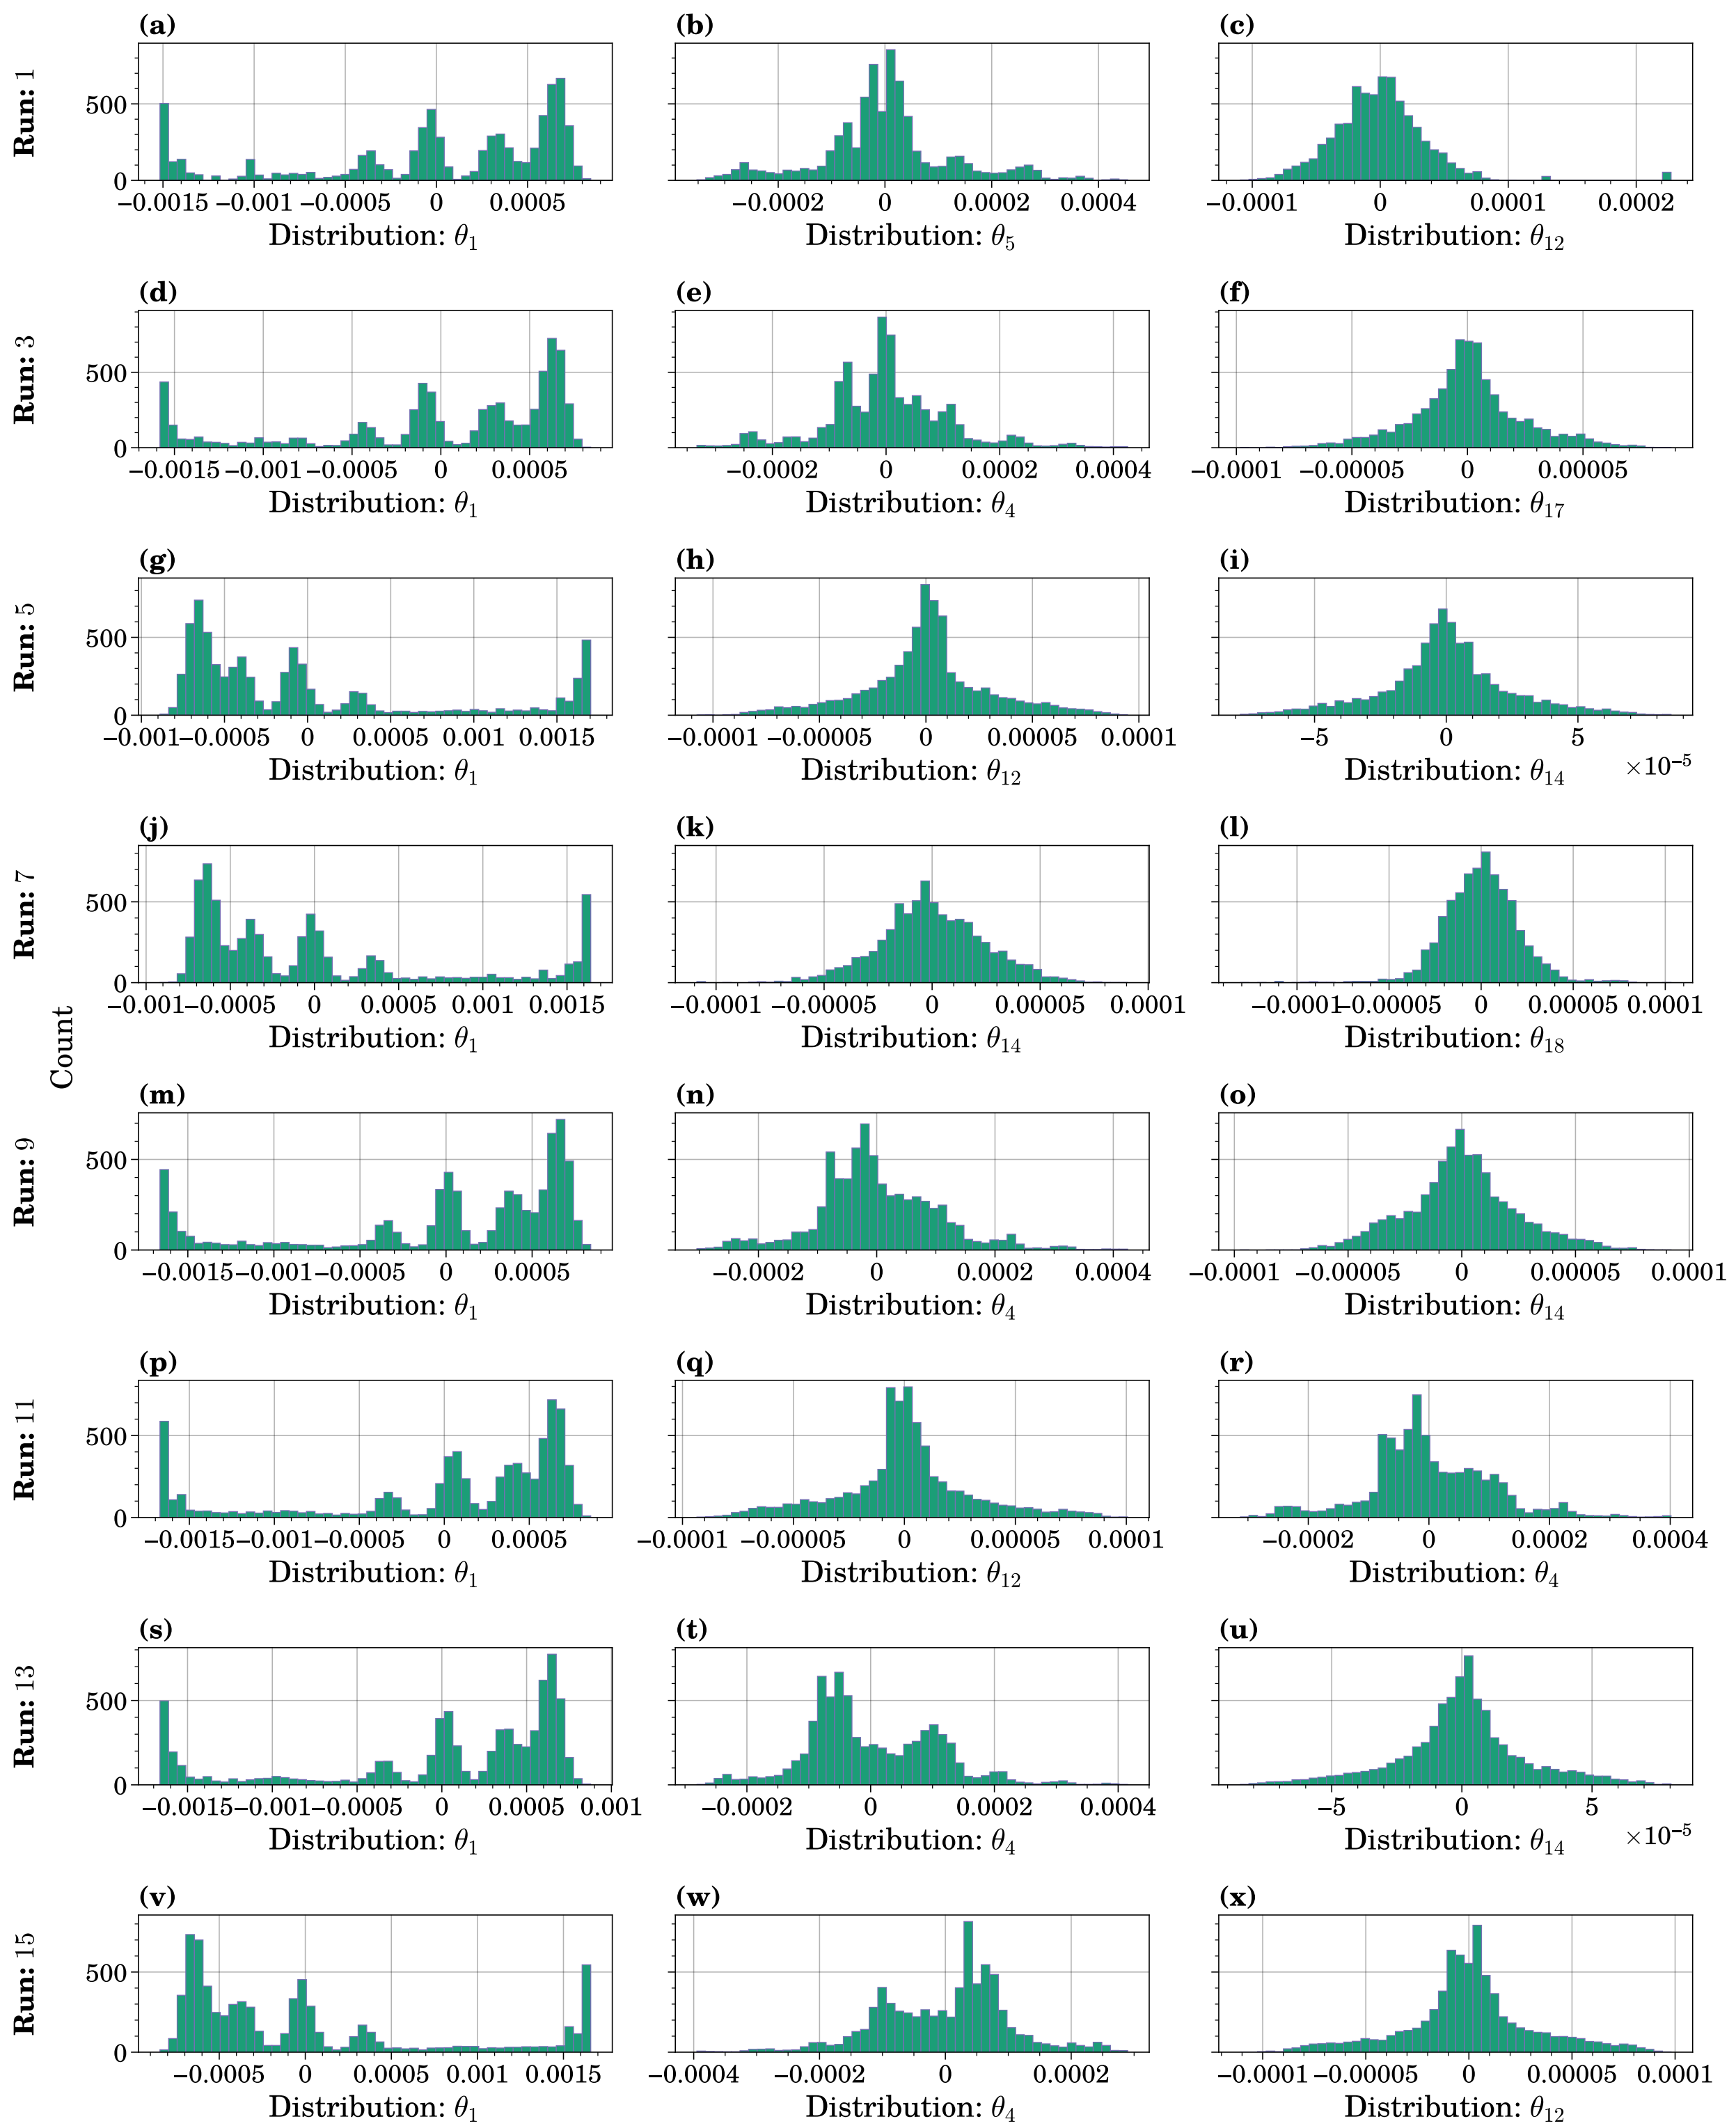 (a) (b) (c)
Run: 1
500
0
−0.0015 −0.001 −0.0005 0 0.0005
−0.0002 0 0.0002 0.0004
−0.0001 0 0.0001 0.0002
Distribution: θ1 Distribution: θ5 Distribution: θ12
(d) (e) (f)
Run: 3
500
0
−0.0015 −0.001 −0.0005 0 0.0005
−0.0002 0 0.0002 0.0004
−0.0001 −0.00005 0 0.00005
Distribution: θ1 Distribution: θ4 Distribution: θ17
(g) (h) (i)
Run: 5
500
0
−0.001 −0.0005 0 0.0005 0.001 0.0015
−0.0001 −0.00005 0 0.00005 0.0001
−5 0 5
Distribution: θ1 Distribution: θ12 Distribution: θ14 ×10−5
(j) (k) (l)
Run: 7
500
0
−0.001 −0.0005 0 0.0005 0.001 0.0015
−0.0001 −0.00005 0 0.00005 0.0001
−0.0001 −0.00005 0 0.00005 0.0001
Distribution: θ1 Distribution: θ14 Distribution: θ18
Count
(m) (n) (o)
Run: 9
500
0
−0.0015 −0.001 −0.0005 0 0.0005
−0.0002 0 0.0002 0.0004
−0.0001 −0.00005 0 0.00005 0.0001
Distribution: θ1 Distribution: θ4 Distribution: θ14
(p) (q) (r)
Run: 11
500
0
−0.0015 −0.001 −0.0005 0 0.0005
−0.0001 −0.00005 0 0.00005 0.0001
−0.0002 0 0.0002 0.0004
Distribution: θ1 Distribution: θ12 Distribution: θ4
(s) (t) (u)
Run: 13
500
0
−0.0015 −0.001 −0.0005 0 0.0005 0.001
−0.0002 0 0.0002 0.0004
−5 0 5
Distribution: θ1 Distribution: θ4 Distribution: θ14 ×10−5
(v) (w) (x)
Run: 15
500
0
−0.0005 0 0.0005 0.001 0.0015
−0.0004 −0.0002 0 0.0002
−0.0001 −0.00005 0 0.00005 0.0001
Distribution: θ1 Distribution: θ4 Distribution: θ12